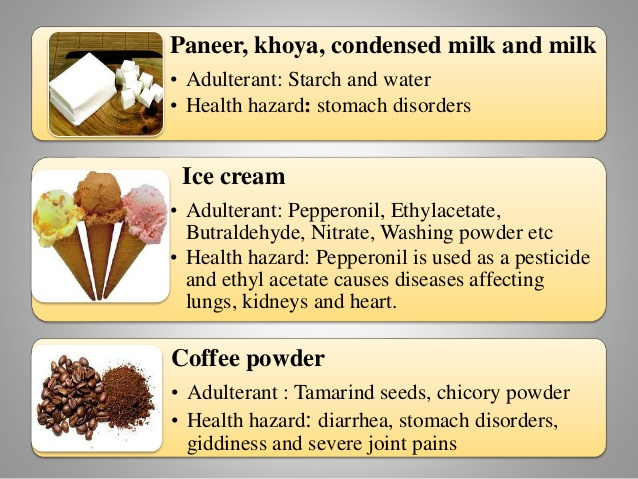 Paneer, khoya, condensed milk and milk
• Adulterant: Starch and water
• Health hazard: stomach disorders
Ice cream
• Adulterant: Pepperonil, Ethylacetate,
Butraldehyde, Nitrate, Washing powder etc
• Health hazard: Pepperonil is used as a pesticide
and ethyl acetate causes diseases affecting
lungs, kidneys and heart.
Coffee powder
• Adulterant : Tamarind seeds, chicory powder
• Health hazard: diarrhea, stomach disorders,
giddiness and severe joint pains